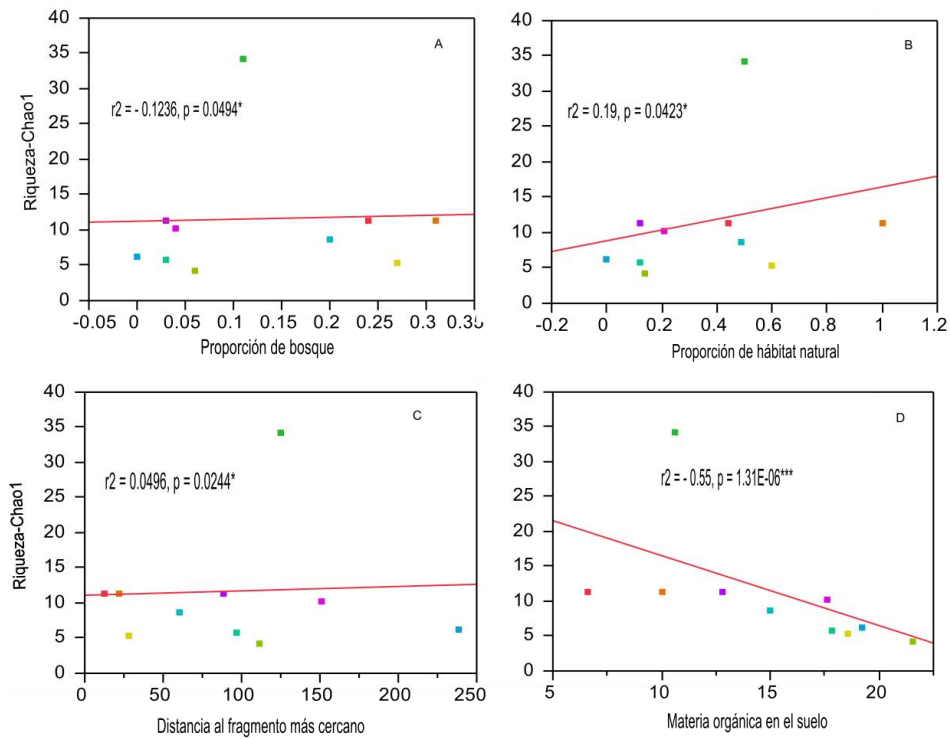 40
35
30
25
20
15
10
5
0
Riqueza-Chao1
A
r2 = - 0.1236, p = 0.0494*
-0.05 0 0.05 0.1 0.15 0.2 0.25 0.3 0.35
Proporción de bosque
40
35
30
25
20
15
10
5
0
B
r2 = 0.19, p = 0.0423*
-0.2 0 0.2 0.4 0.6 0.8 1 1.2
Proporción de hábitat natural
40
35
30
25
20
15
10
5
0
Riqueza-Chao1
C
r2 = 0.0496, p = 0.0244*
0 50 100 150 200 250
Distancia al fragmento más cercano
40
35
30
25
20
15
10
5
0
D
r2 = - 0.55, p = 1.31E-06***
5 10 15 20
Materia orgánica en el suelo